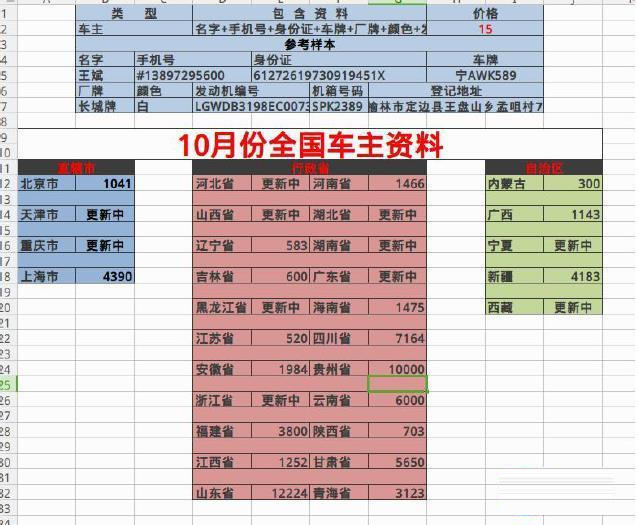 类 型 包 含 资 料 价格
车主 名字+手机号+身份证+车牌+厂牌+颜色+ 15
参考样本
名字 手机号 身份证 车牌
王斌 #13897295600 61272619730919451X 宁AWK589
厂牌 颜色 发动机编号 机箱号码 登记地址
长城牌 白 LGWDB3198EC0073 SPK2389 榆林市定边县王盘山乡孟咀村7
10月份全国车主资料
直辖市 行政省 自治区
北京市 1041 河北省 更新中 河南省 1466 内蒙古 300
天津市 更新中 山西省 更新中 湖北省 更新中 广西 1143
重庆市 更新中 辽宁省 583 湖南省 更新中 宁夏 更新中
上海市 4390 吉林省 600 广东省 更新中 新疆 4183
黑龙江省 更新中 海南省 1475 西藏 更新中
江苏省 520 四川省 7164
安徽省 1984 贵州省 10000
浙江省 更新中 云南省 6000
福建省 3800 陕西省 703
江西省 1252 甘肃省 5650
山东省 12224 青海省 3123